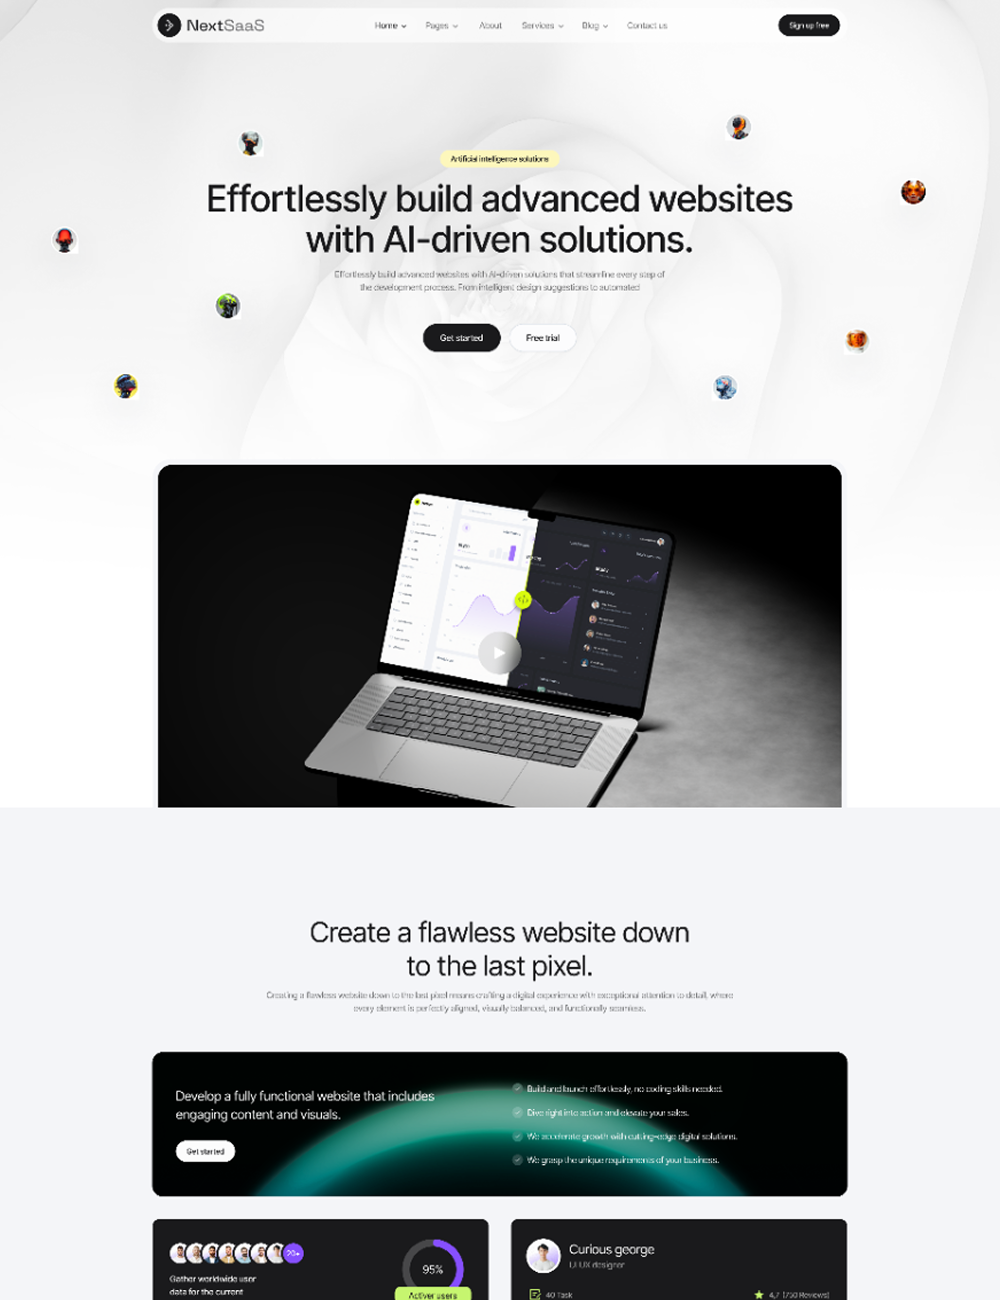 NextSaaS
Home
Pages
About
Services
Blog
Contact us
Sign up free
Artificial intelligence solutions
Effortlessly build advanced websites
with AI-driven solutions.
Effortlessly build advanced websites with AI-driven solutions that streamline every step of
the development process. From intelligent design suggestions to automated
Get started
Free trial
Create a flawless website down
to the last pixel.
Creating a flawless website down to the last pixel means crafting a digital experience with exceptional attention to detail, where
every element is perfectly aligned, visually balanced, and functionally seamless.
Develop a fully functional website that includes
engaging content and visuals.
Get started
Build and launch effortlessly, no coding skills needed.
Dive right into action and elevate your sales.
We accelerate growth with cutting-edge digital solutions.
We grasp the unique requirements of your business.
20+
Gather worldwide user
data for the current
95%
Activer users
Curious george
UI UX designer
40 Task
4,7 (750 Reviews)